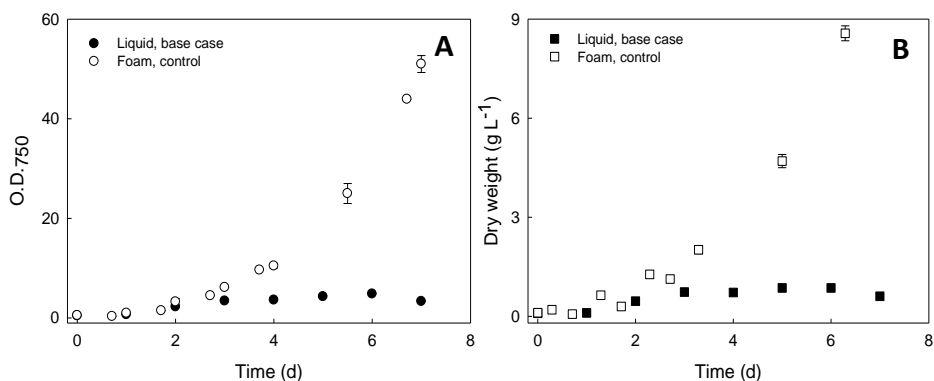 A
Liquid, base case
Foam, control
60
40
20
0
O.D.750
0
2
4
6
8
Time (d)
B
Liquid, base case
Foam, control
9
6
3
0
Dry weight (g L-1)
0
2
4
6
8
Time (d)